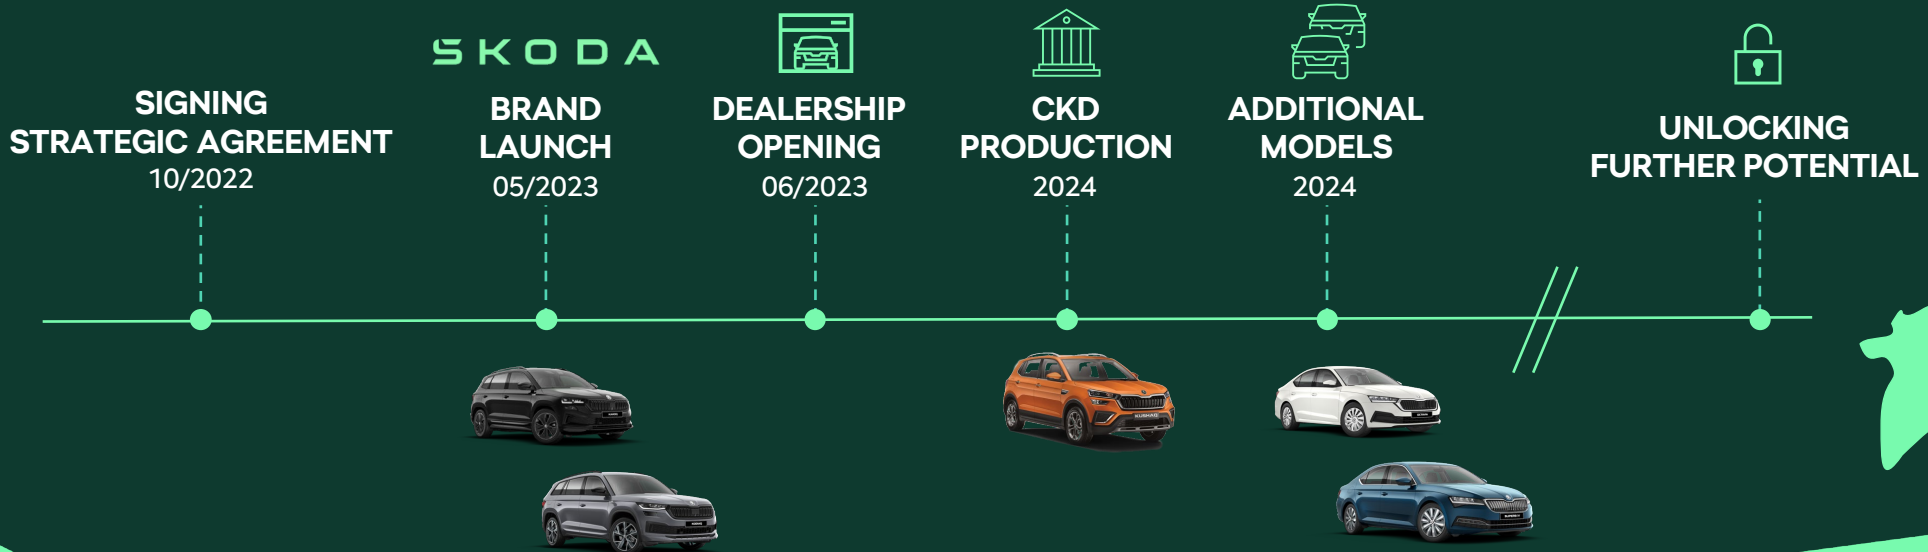 SKODA
SIGNING
STRATEGIC AGREEMENT
10/2022
BRAND
LAUNCH
05/2023
DEALERSHIP
OPENING
06/2023
CKD
PRODUCTION
2024
ADDITIONAL
MODELS
2024
UNLOCKING
FURTHER POTENTIAL
KUSHAQ